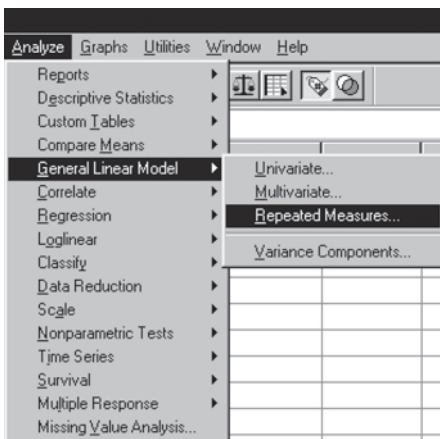 Analyze Graphs Utilities Window Help
Reports
Descriptive Statistics
Custom Tables
Compare Means
General Linear Model
Univariate...
Multivariate...
Repeated Measures...
Variance Components...
Correlate
Regression
Loglinear
Classify
Data Reduction
Scale
Nonparametric Tests
Time Series
Survival
Multiple Response
Missing Value Analysis...